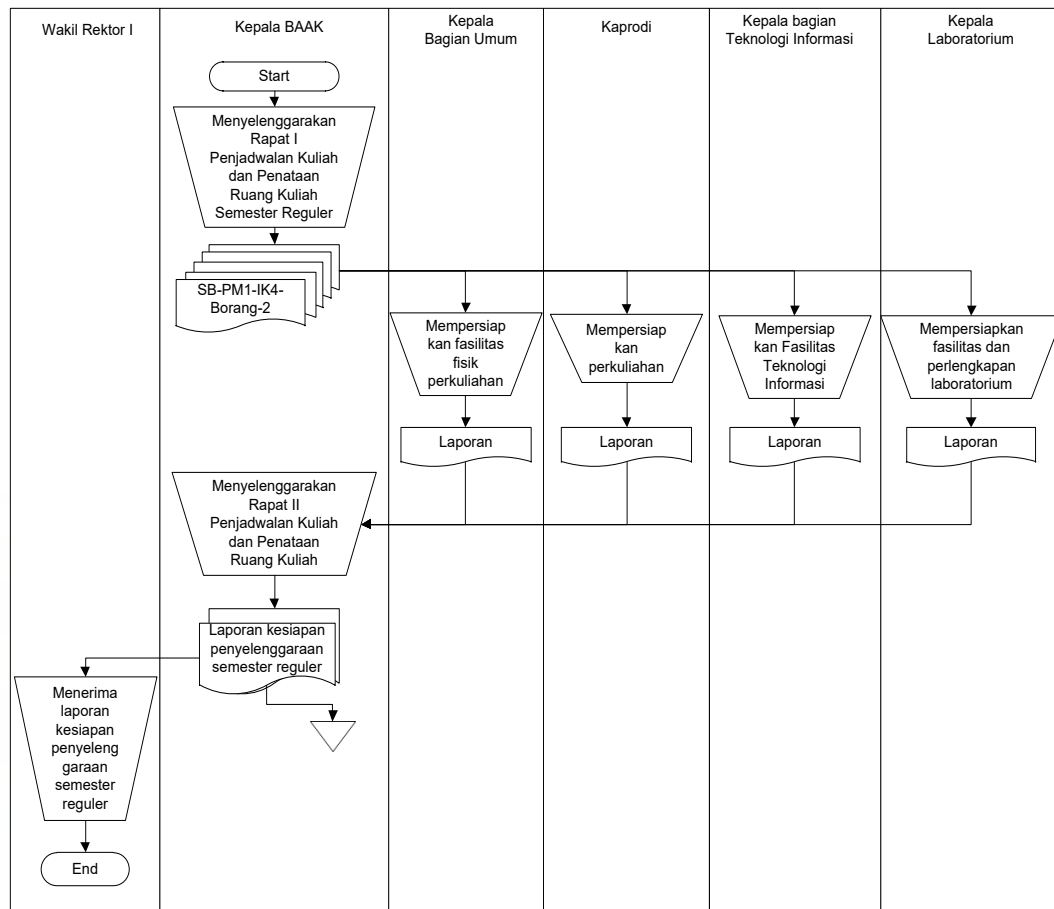 Wakil Rektor I
Kepala BAAK
Kepala
Bagian Umum
Kaprodi
Kepala bagian
Teknologi Informasi
Kepala
Laboratorium
Start
Menyelenggarakan
Rapat I
Penjadwalan Kuliah
dan Penataan
Ruang Kuliah
Semester Reguler
SB-PM1-IK4-
Borang-2
Mempersiap
kan fasilitas
fisik
perkuliahan
Mempersiap
kan
perkuliahan
Mempersiap
kan Fasilitas
Teknologi
Informasi
Mempersiapkan
fasilitas dan
perlengkapan
laboratorium
Laporan
Laporan
Laporan
Laporan
Menyelenggarakan
Rapat II
Penjadwalan Kuliah
dan Penataan
Ruang Kuliah
Laporan kesiapan
penyelenggaraan
semester reguler
Menerima
laporan
kesiapan
penyeleng
garaan
semester
reguler
End